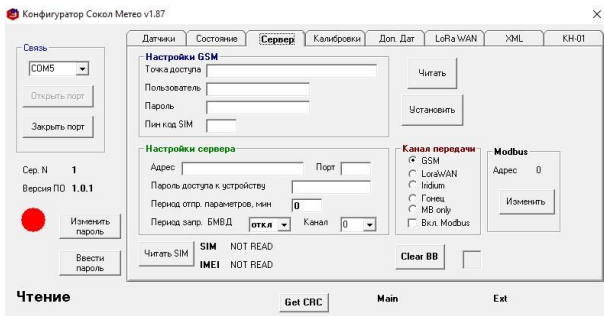 Конфигуратор Сокол Метео v1.87
Датчики Состояние Сервер Калибровки Доп. Дат LoRa WAN XML KH-01
Связь
COM5
Открыть порт
Закрыть порт
Сер. N 1
Версия ПО 1.0.1
Изменить пароль
Ввести пароль
Настройки GSM
Точка доступа
Пользователь
Пароль
Пин код SIM
Читать
Установить
Настройки сервера
Адрес Порт
Пароль доступа к устройству
Период отпр. параметров, мин 0
Период запр. БМВД откл Канал 0
Канал передачи
GSM
LoraWAN
Iridium
Гонец
MB only
Вкл. Modbus
Modbus
Адрес 0
Изменить
Читать SIM
SIM NOT READ
IMEI NOT READ
Clear BB
Чтение
Get CRC
Main
Ext